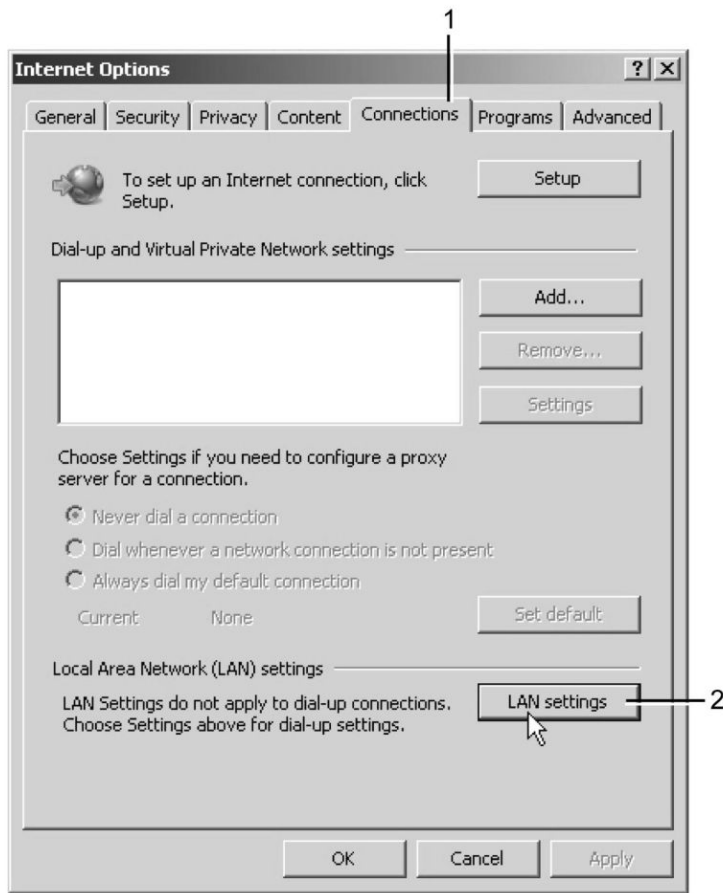 1
Internet Options
? X
General Security Privacy Content Connections Programs Advanced
To set up an Internet connection, click
Setup.
Setup
Dial-up and Virtual Private Network settings
Add...
Remove...
Settings
Choose Settings if you need to configure a proxy
server for a connection.
Never dial a connection
Dial whenever a network connection is not present
Always dial my default connection
Current None
Set default
Local Area Network (LAN) settings
LAN Settings do not apply to dial-up connections.
Choose Settings above for dial-up settings.
LAN settings
2
OK Cancel Apply